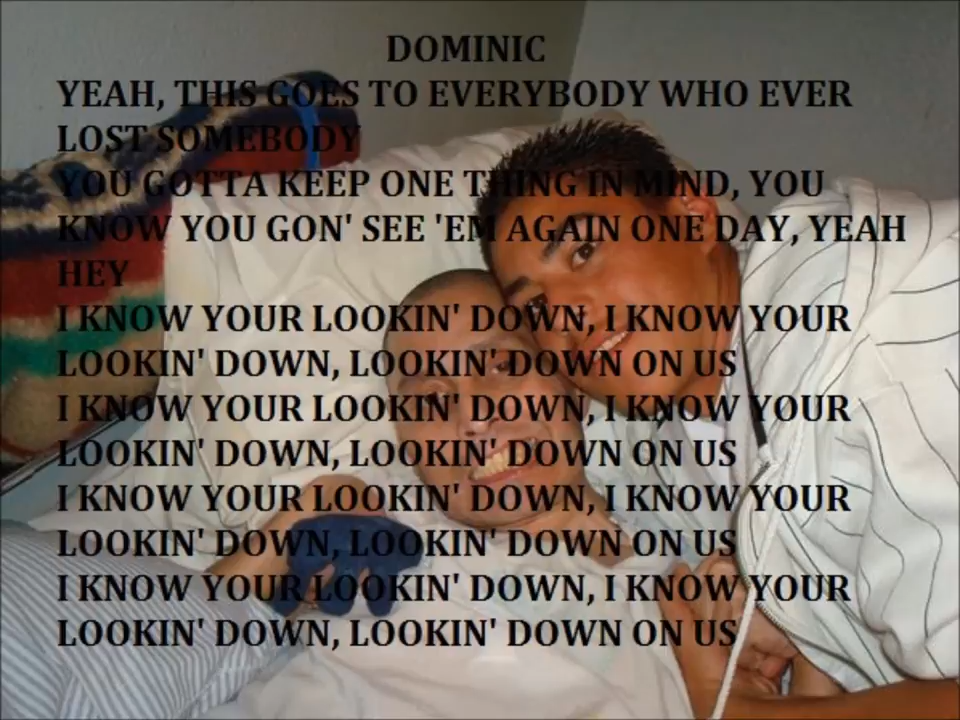 DOMINIC
YEAH, THIS GOES TO EVERYBODY WHO EVER
LOST SOMEBODY
YOU GOTTA KEEP ONE THING IN MIND, YOU
KNOW YOU GON' SEE 'EM AGAIN ONE DAY, YEAH
HEY
I KNOW YOUR LOOKIN' DOWN, I KNOW YOUR
LOOKIN' DOWN, LOOKIN' DOWN ON US
I KNOW YOUR LOOKIN' DOWN, I KNOW YOUR
LOOKIN' DOWN, LOOKIN' DOWN ON US
I KNOW YOUR LOOKIN' DOWN, I KNOW YOUR
LOOKIN' DOWN, LOOKIN' DOWN ON US
I KNOW YOUR LOOKIN' DOWN, I KNOW YOUR
LOOKIN' DOWN, LOOKIN' DOWN ON US